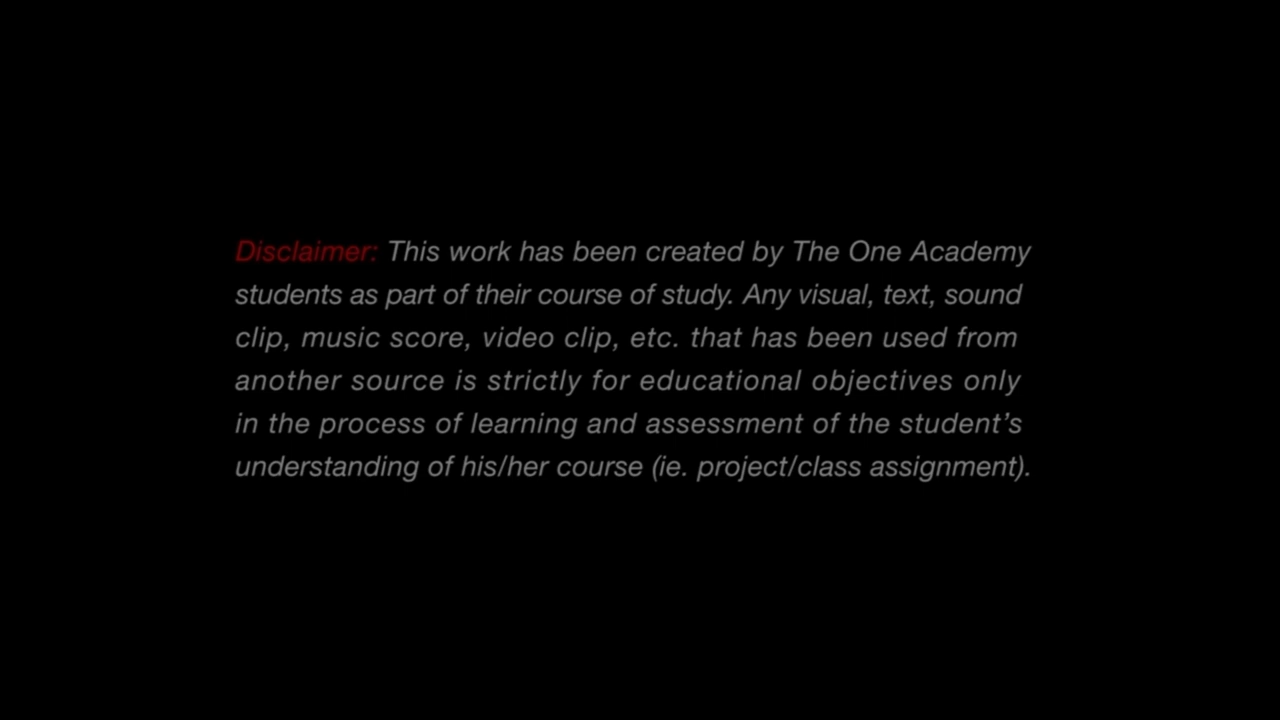 Disclaimer: This work has been created by The One Academy
students as part of their course of study. Any visual, text, sound
clip, music score, video clip, etc. that has been used from
another source is strictly for educational objectives only
in the process of learning and assessment of the student’s
understanding of his/her course (ie. project/class assignment).